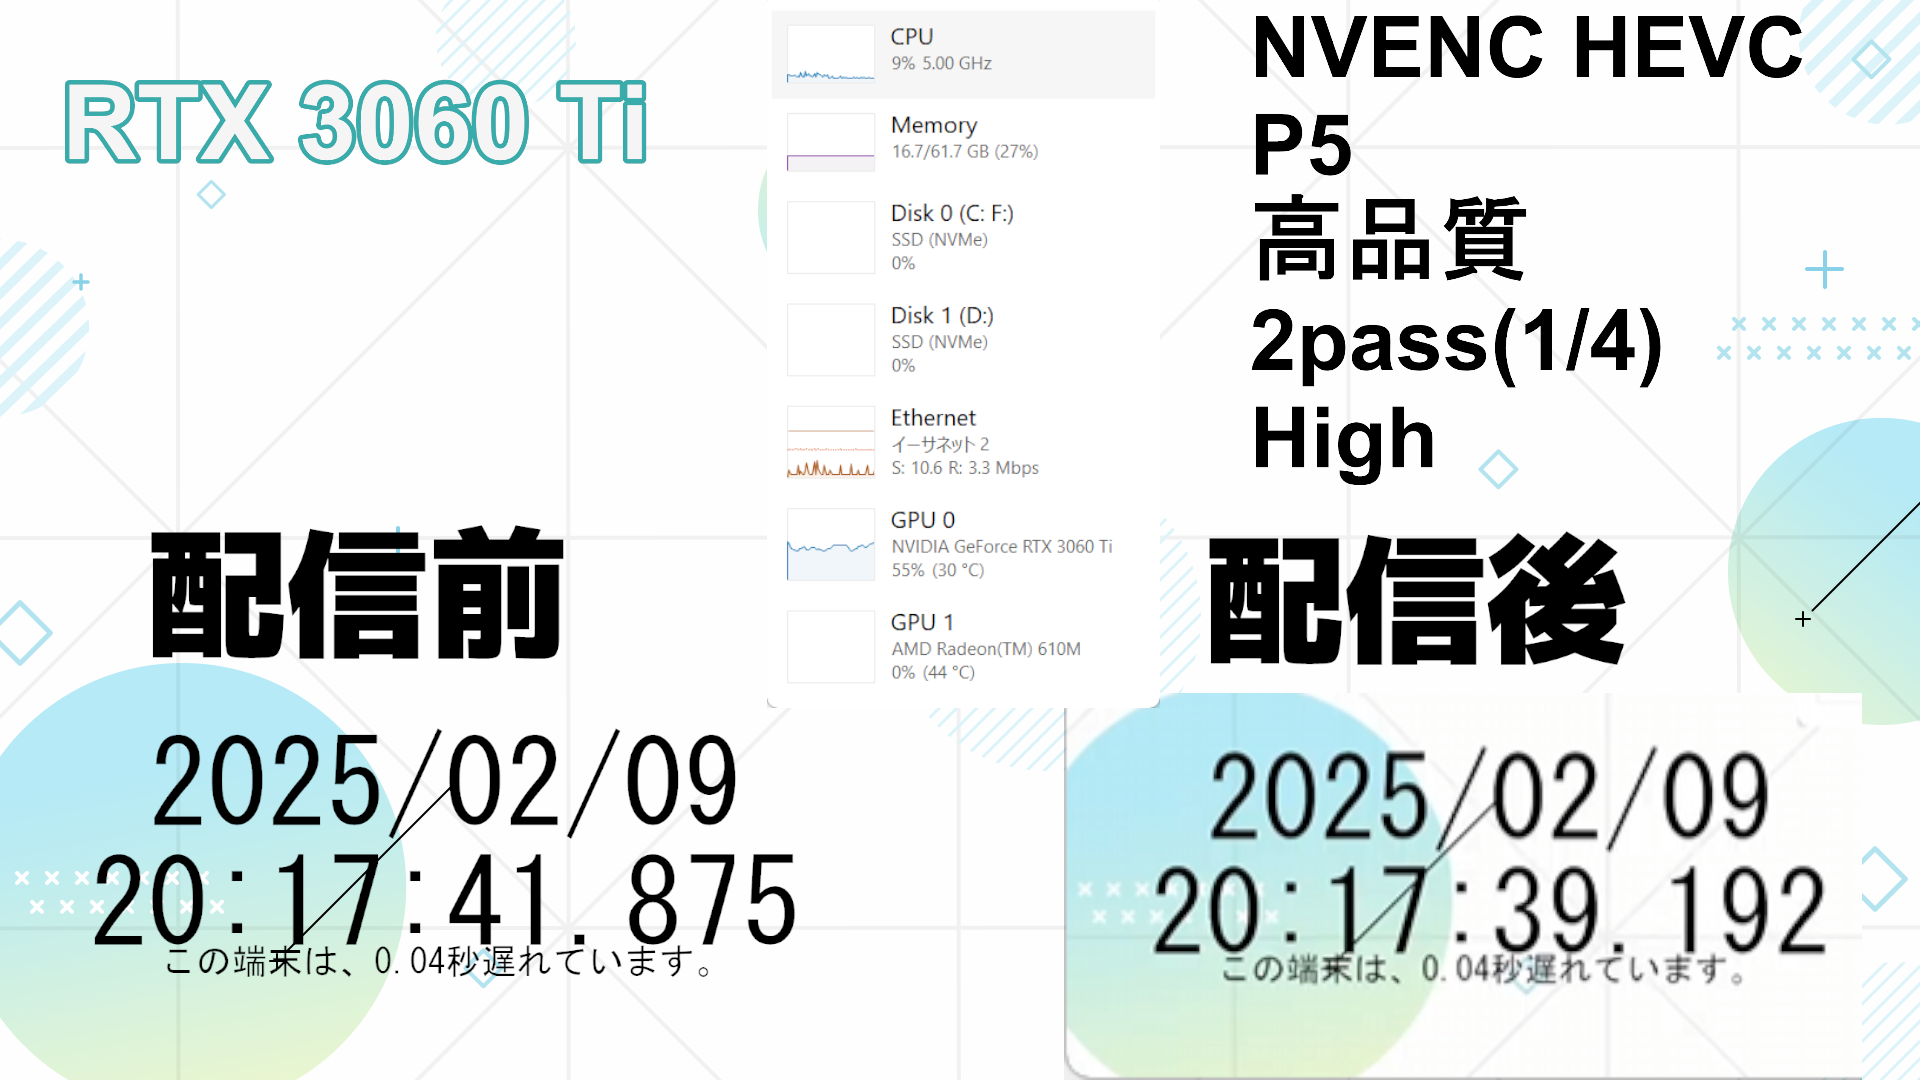 RTX 3060 Ti
CPU
9% 5.00 GHz
Memory
16.7/61.7 GB (27%)
Disk 0 (C: F:)
SSD (NVMe)
0%
Disk 1 (D:)
SSD (NVMe)
0%
Ethernet
イーサネット 2
S: 10.6 R: 3.3 Mbps
GPU 0
NVIDIA GeForce RTX 3060 Ti
55% (30 °C)
GPU 1
AMD Radeon(TM) 610M
0% (44 °C)
NVENC HEVC
P5
高品質
2pass(1/4)
High
配信前
2025/02/09
20:17:41.875
この端末は、0.04秒遅れています。
配信後
2025/02/09
20:17:39.192
この端末は、0.04秒遅れています。